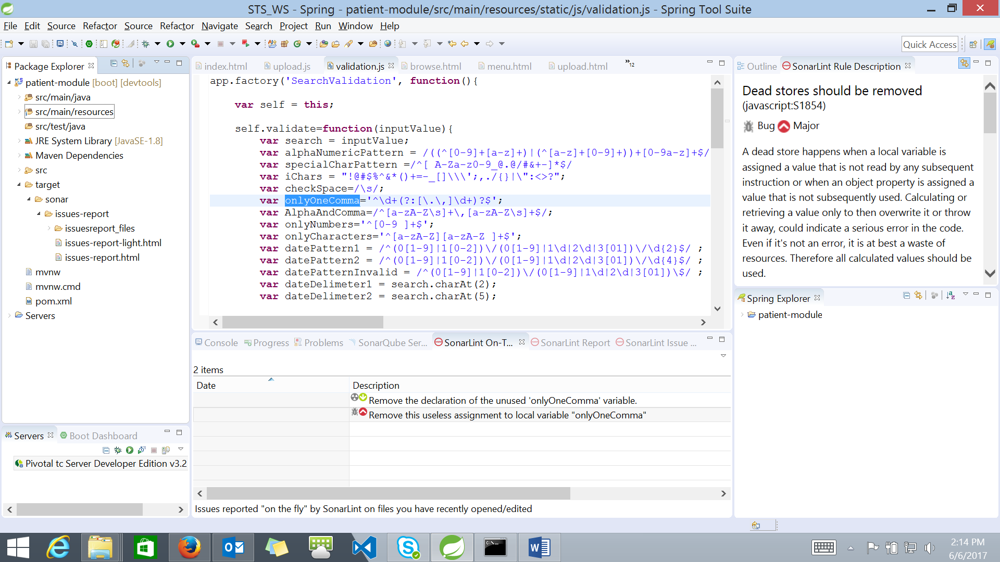 STS_WS - Spring - patient-module/src/main/resources/static/js/validation.js - Spring Tool Suite
File Edit Source Refactor Source Refactor Navigate Search Project Run Window Help
Quick Access
Package Explorer
patient-module [boot] [devtools]
src/main/java
src/main/resources
src/test/java
JRE System Library [JavaSE-1.8]
Maven Dependencies
src
target
sonar
issues-report
issuesreport_files
issues-report-light.html
issues-report.html
mvnw
mvnw.cmd
pom.xml
Servers
Servers Boot Dashboard
Pivotal tc Server Developer Edition v3.2
index.html upload.js validation.js browse.html menu.html upload.html »12
app.factory('SearchValidation', function(){
var self = this;
self.validate=function(inputValue){
var search = inputValue;
var alphaNumericPattern = /((^[0-9]+[a-z]+)|(^[a-z]+[0-9]+))+[0-9a-z]+$/
var specialCharPattern =/^[ A-Za-z0-9_@.@/#&+-]*$/
var iChars = "!@#$%^&*()+=-_[]\\\';,./{}|\":<>?";
var checkSpace=/\s/;
var onlyOneComma='^\d+(?:[\.\,]\d+)?$';
var AlphaAndComma=/^[a-zA-Z\s]+\,[a-zA-Z\s]+$/;
var onlyNumbers='^[0-9 ]+$';
var onlyCharacters='^[a-zA-Z][a-zA-Z ]+$';
var datePattern1 = /^(0[1-9]|1[0-2])\/(0[1-9]|1\d|2\d|3[01])\/\d{2}$/ ;
var datePattern2 = /^(0[1-9]|1[0-2])\/(0[1-9]|1\d|2\d|3[01])\/\d{4}$/ ;
var datePatternInvalid = /^(0[1-9]|1[0-2])\/(0[1-9]|1\d|2\d|3[01])\$/ ;
var dateDelimeter1 = search.charAt(2);
var dateDelimeter2 = search.charAt(5);
Console Progress Problems SonarQube Ser... SonarLint On-T... SonarLint Report SonarLint Issue ...
2 items
Date Description
Remove the declaration of the unused 'onlyOneComma' variable.
Remove this useless assignment to local variable "onlyOneComma"
Issues reported "on the fly" by SonarLint on files you have recently opened/edited
Outline SonarLint Rule Description
Dead stores should be removed
(javascript:S1854)
Bug Major
A dead store happens when a local variable is
assigned a value that is not read by any subsequent
instruction or when an object property is assigned a
value that is not subsequently used. Calculating or
retrieving a value only to then overwrite it or throw
it away, could indicate a serious error in the code.
Even if it's not an error, it is at best a waste of
resources. Therefore all calculated values should be
used.
Spring Explorer
patient-module
2:14 PM
6/6/2017